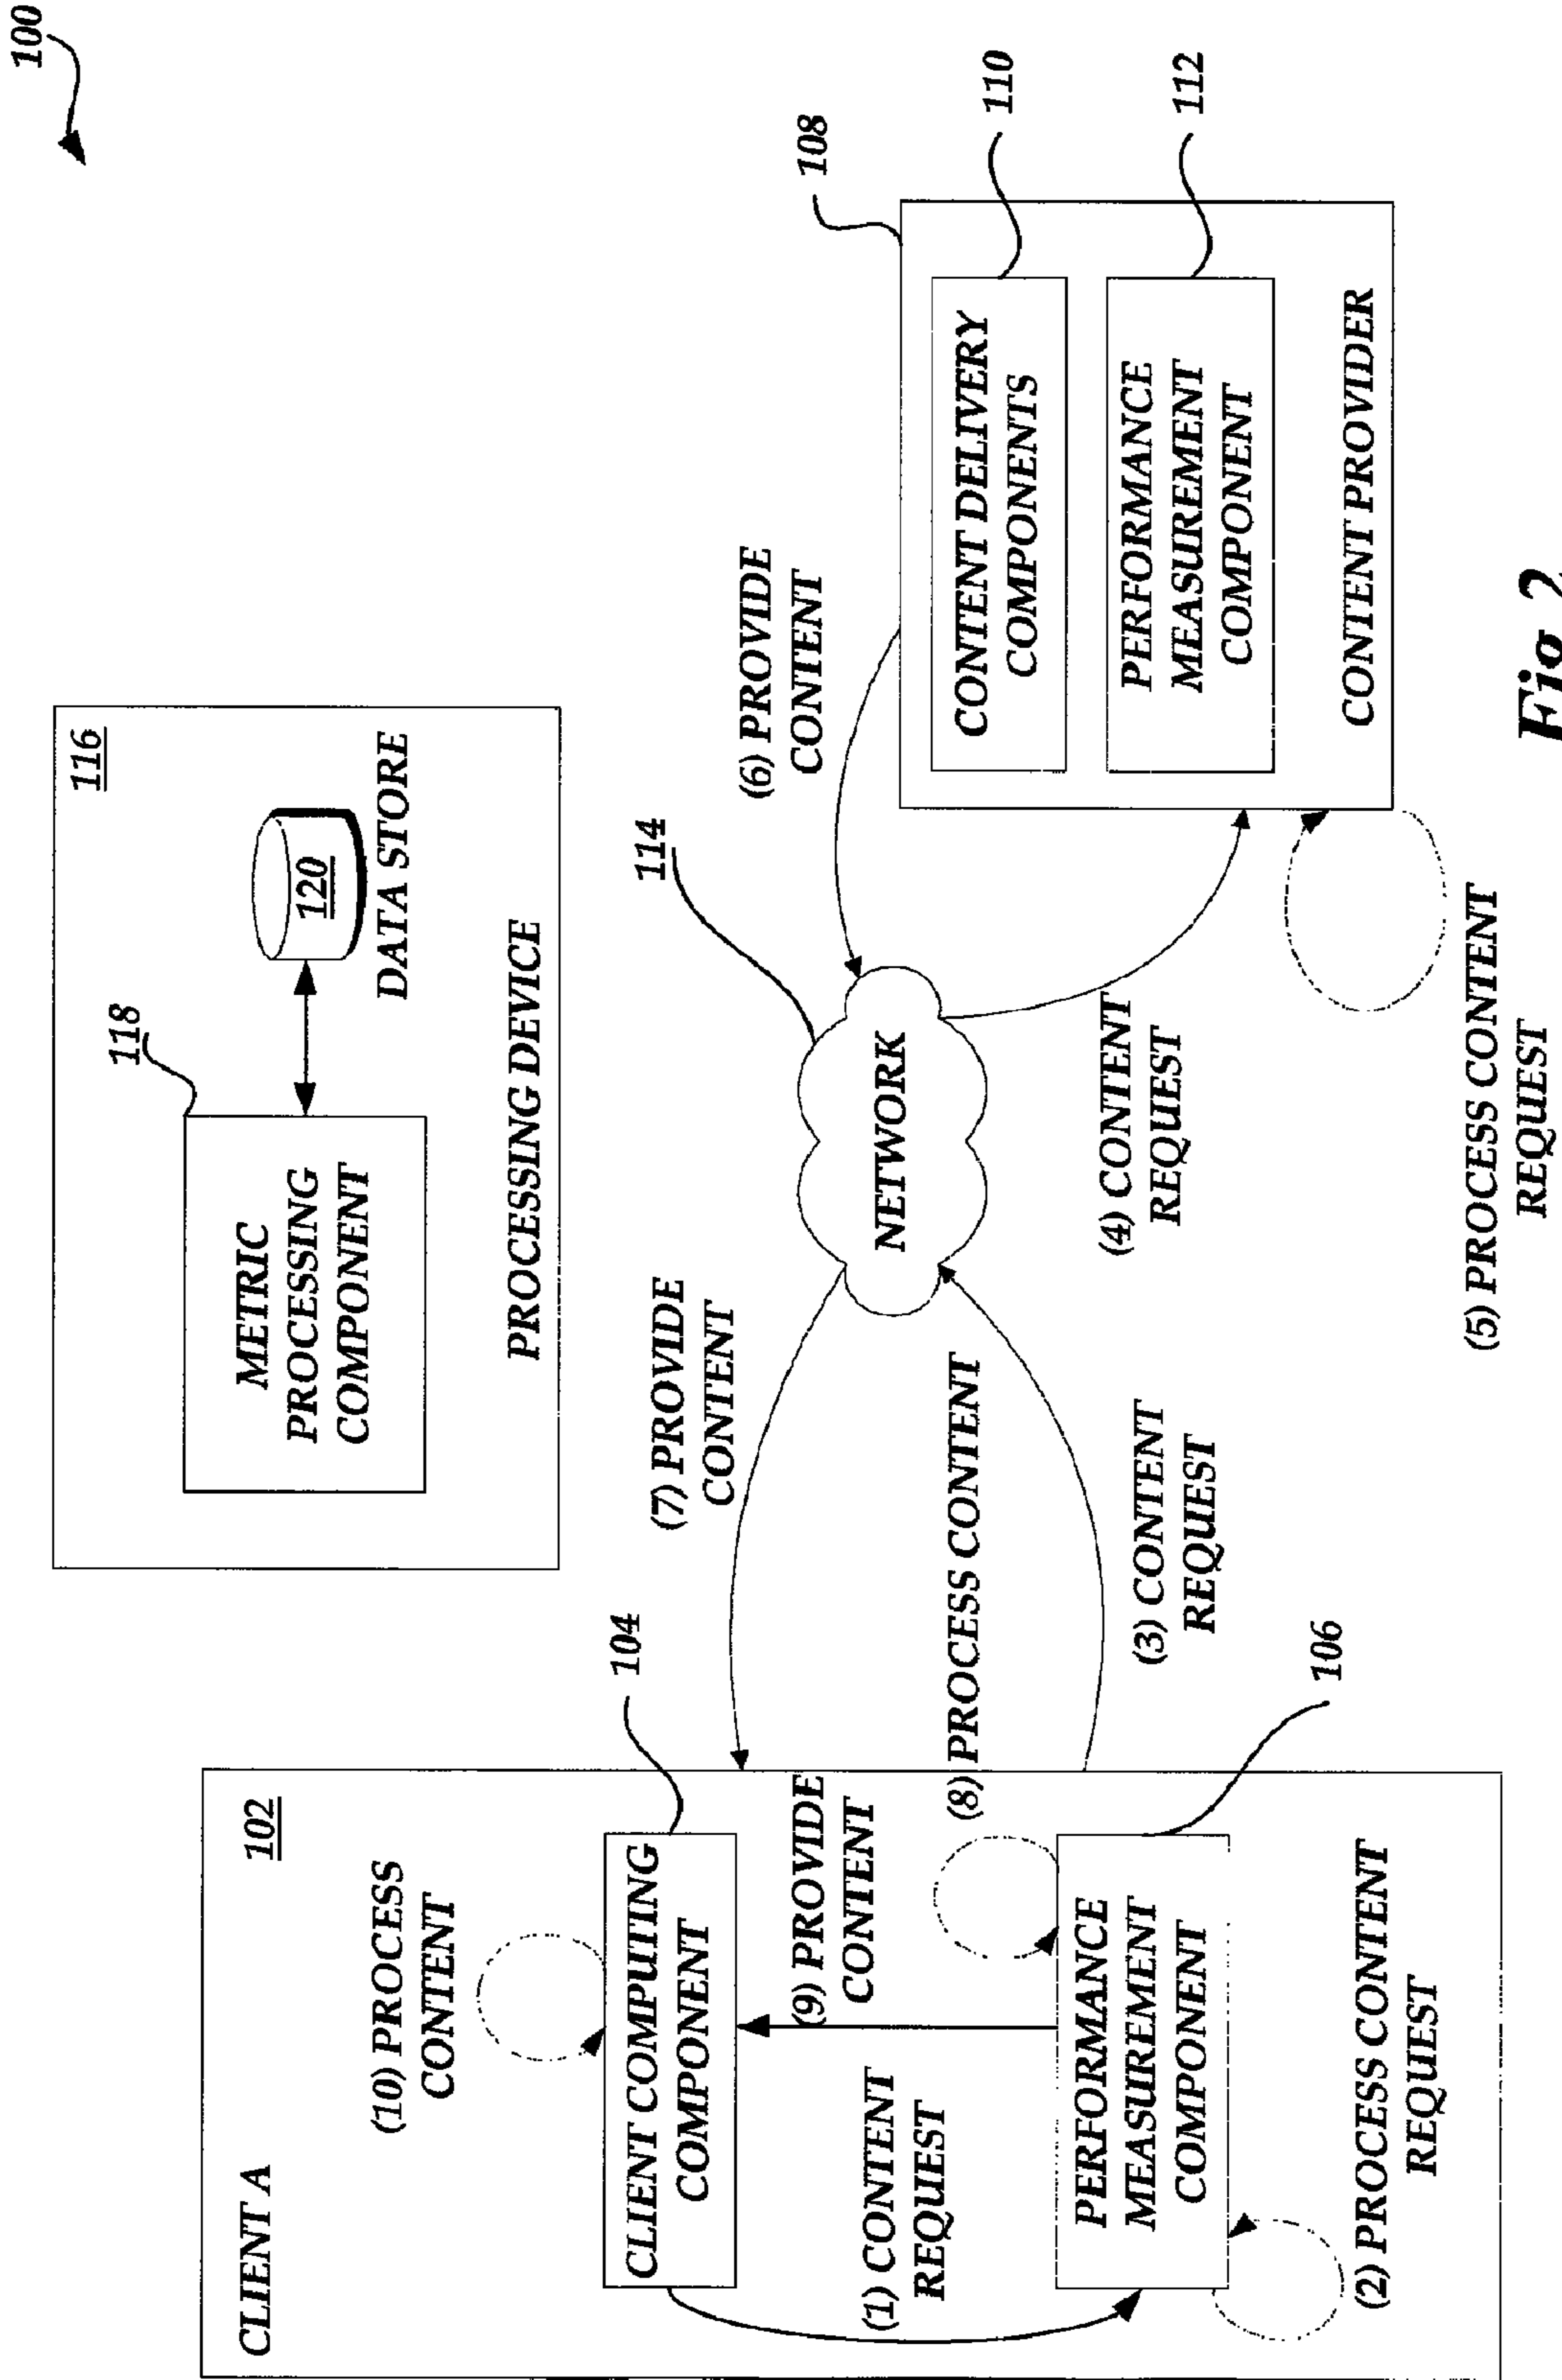 100
CLIENT A
102
(10) PROCESS
CONTENT
CLIENT COMPUTING
COMPONENT
104
(1) CONTENT
REQUEST
(9) PROVIDE
CONTENT
(8) PROCESS CONTENT
PERFORMANCE
MEASUREMENT
COMPONENT
106
(2) PROCESS CONTENT
REQUEST
116
118
METRIC
PROCESSING
COMPONENT
120
DATA STORE
PROCESSING DEVICE
(7) PROVIDE
CONTENT
114
NETWORK
(3) CONTENT
REQUEST
(6) PROVIDE
CONTENT
(4) CONTENT
REQUEST
108
CONTENT DELIVERY
COMPONENTS
110
PERFORMANCE
MEASUREMENT
COMPONENT
112
CONTENT PROVIDER
(5) PROCESS CONTENT
REQUEST
Fig.2